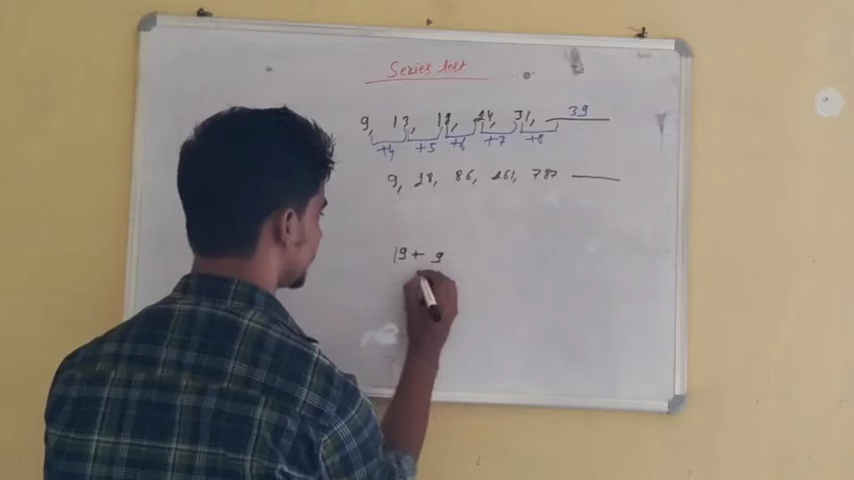 Series test
9, 13, 18, 24, 31, 39
+4 +5 +6 +7 +8
9, 28, 86, 261, 787
19+ 9